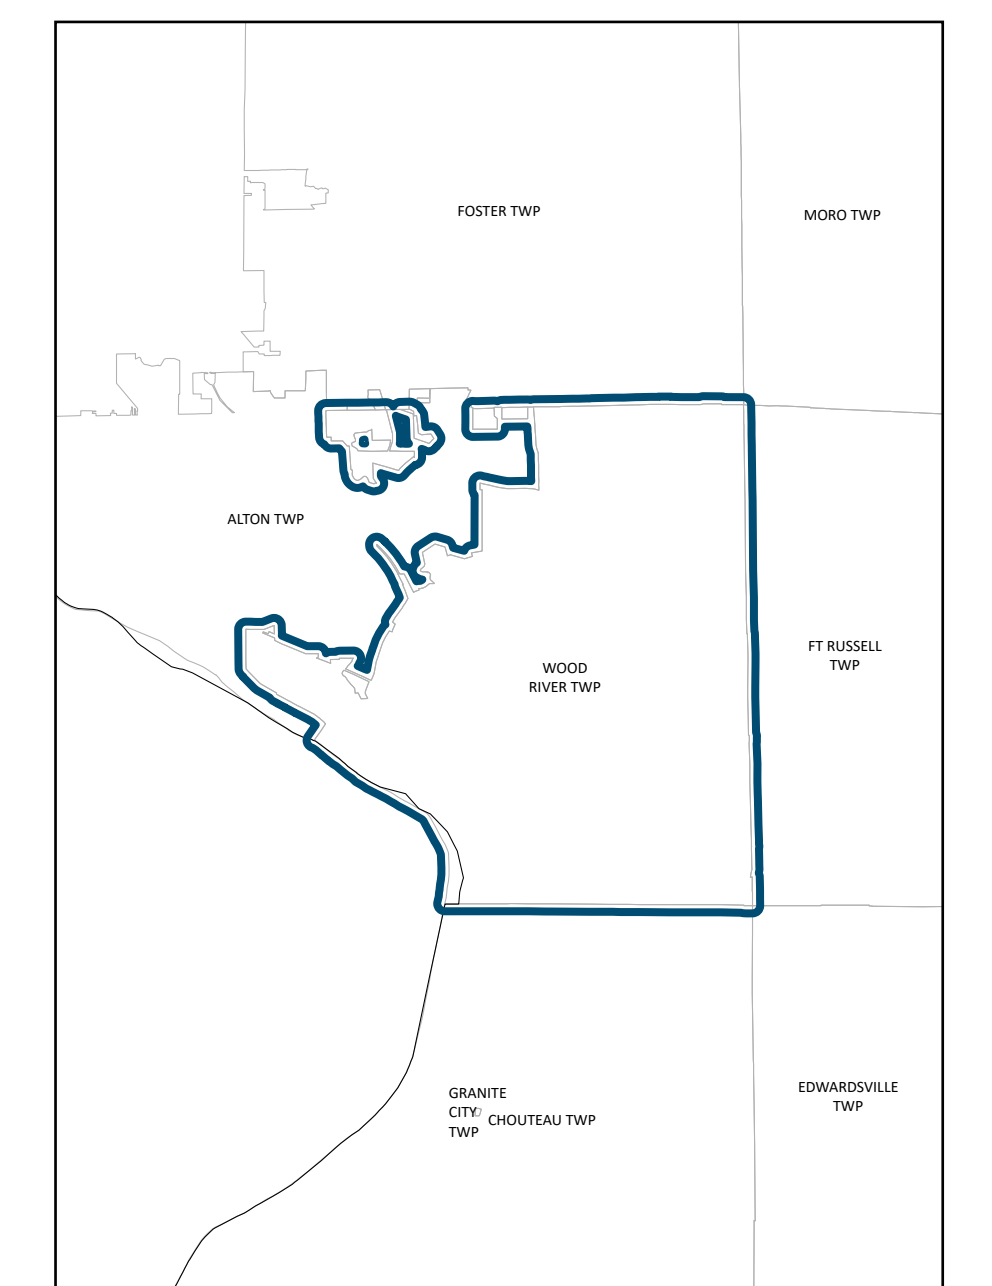 FOSTER TWP
MORO TWP
ALTON TWP
FT RUSSELL
TWP
WOOD
RIVER TWP
GRANITE
CITY
TWP
CHOUTEAU TWP
EDWARDSVILLE
TWP